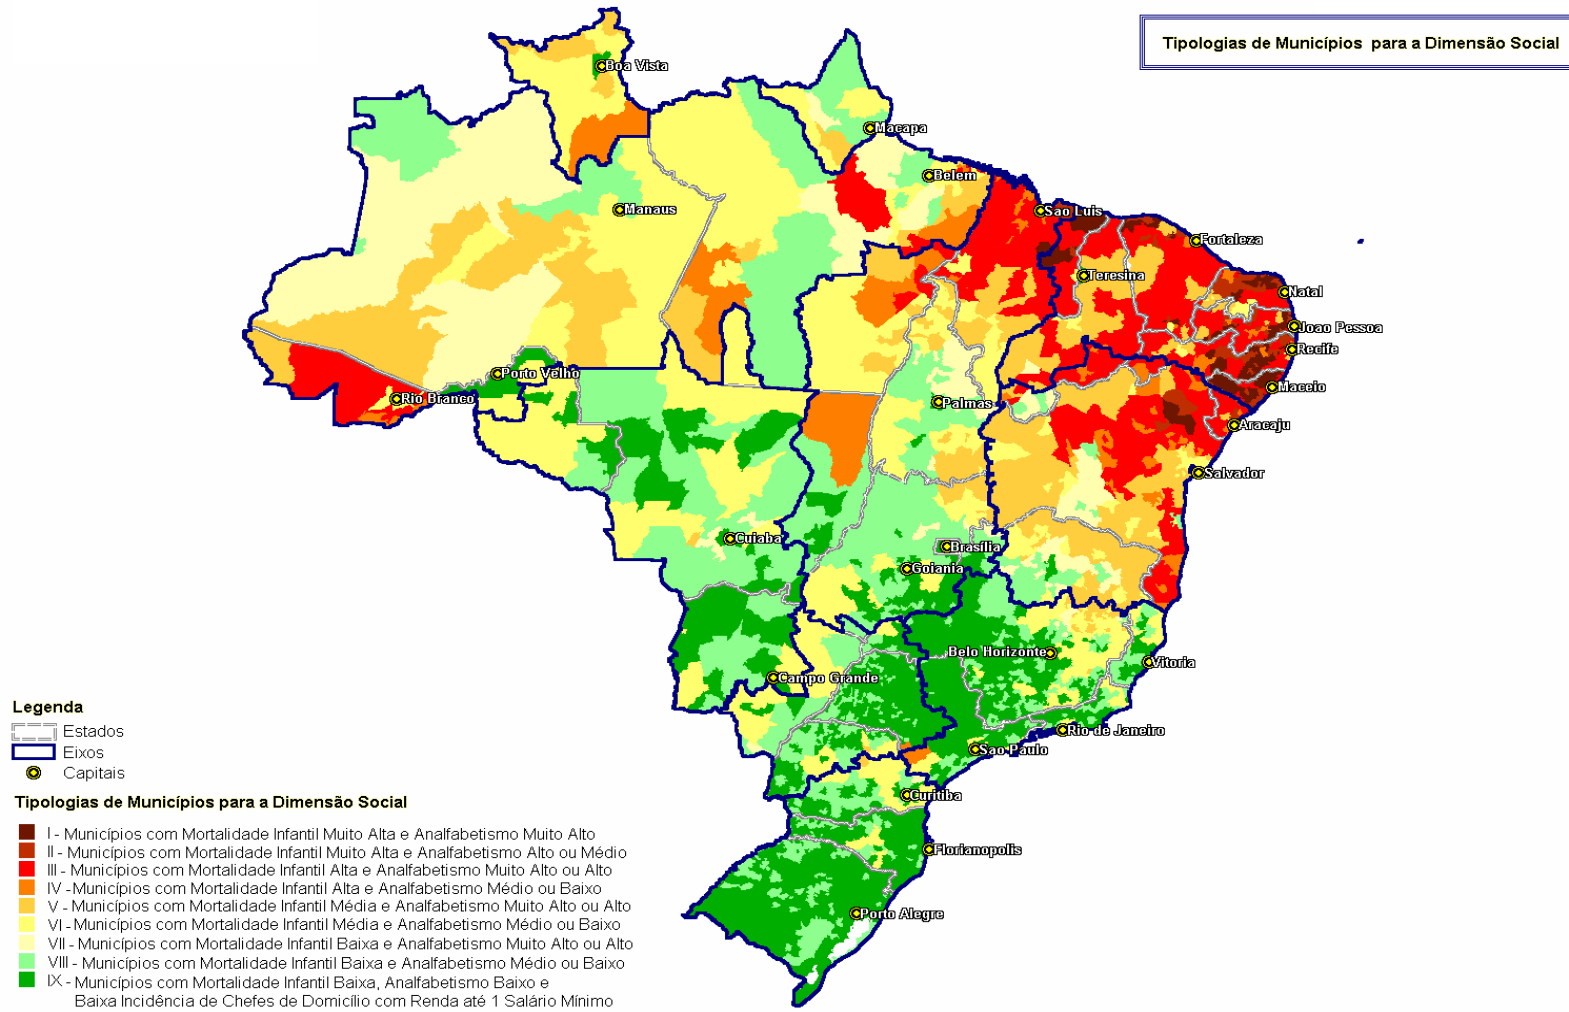 Tipologias de Municípios para a Dimensão Social
Boa Vista
Macapa
Belem
Manaus
Sao Luis
Fortaleza
Teresina
Natal
Joao Pessoa
Recife
Porto Velho
Maceio
Rio Branco
Palmas
Aracaju
Salvador
Cuiaba
Brasília
Goiania
Belo Horizonte
Vitoria
Campo Grande
Rio de Janeiro
Sao Paulo
Curitiba
Florianopolis
Porto Alegre
Legenda
Estados
Eixos
Capitais
Tipologias de Municípios para a Dimensão Social
I - Municípios com Mortalidade Infantil Muito Alta e Analfabetismo Muito Alto
II - Municípios com Mortalidade Infantil Muito Alta e Analfabetismo Alto ou Médio
III - Municípios com Mortalidade Infantil Alta e Analfabetismo Muito Alto ou Alto
IV - Municípios com Mortalidade Infantil Alta e Analfabetismo Médio ou Baixo
V - Municípios com Mortalidade Infantil Média e Analfabetismo Muito Alto ou Alto
VI - Municípios com Mortalidade Infantil Média e Analfabetismo Médio ou Baixo
VII - Municípios com Mortalidade Infantil Baixa e Analfabetismo Muito Alto ou Alto
VIII - Municípios com Mortalidade Infantil Baixa e Analfabetismo Médio ou Baixo
IX - Municípios com Mortalidade Infantil Baixa, Analfabetismo Baixo e
Baixa Incidência de Chefes de Domicílio com Renda até 1 Salário Mínimo